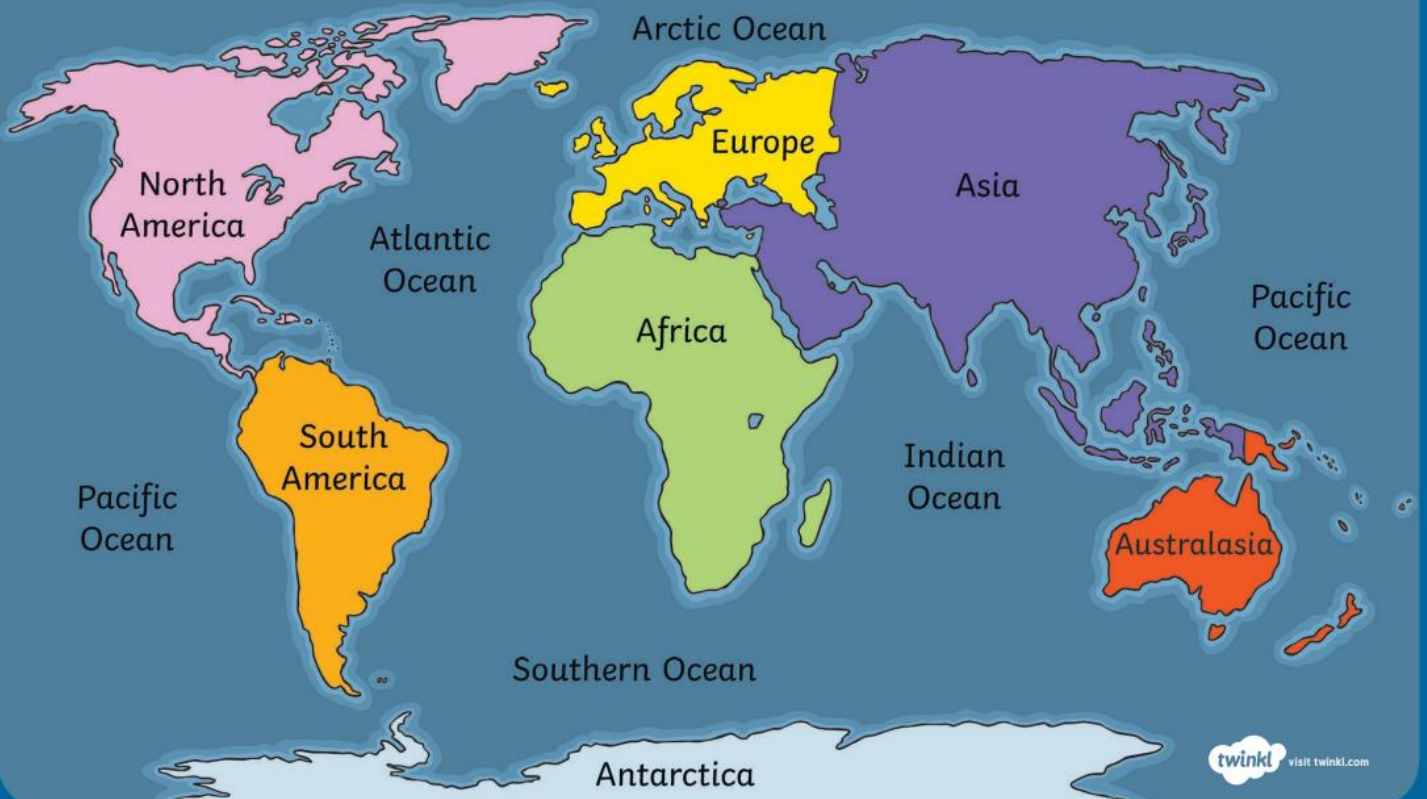 Arctic Ocean
Europe
North
America
Asia
Atlantic
Ocean
Pacific
Ocean
Africa
South
America
Indian
Ocean
Pacific
Ocean
Australasia
Southern Ocean
Antarctica
twinkl visit twinkl.com